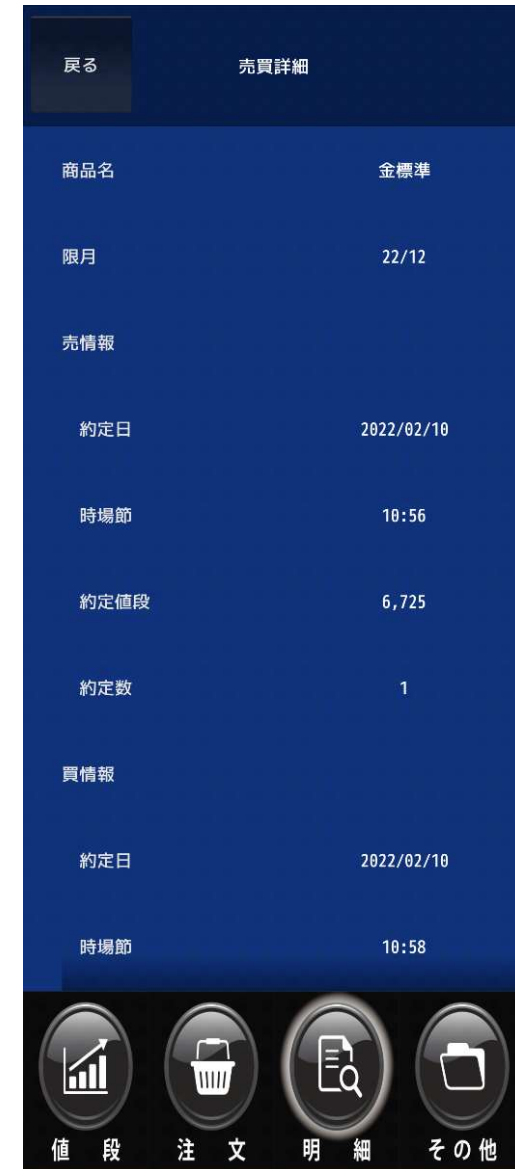 戻る 売買詳細
商品名 金標準
限月 22/12
売情報
約定日 2022/02/10
時場節 10:56
約定値段 6,725
約定数 1
買情報
約定日 2022/02/10
時場節 10:58
値段 注文 明細 その他